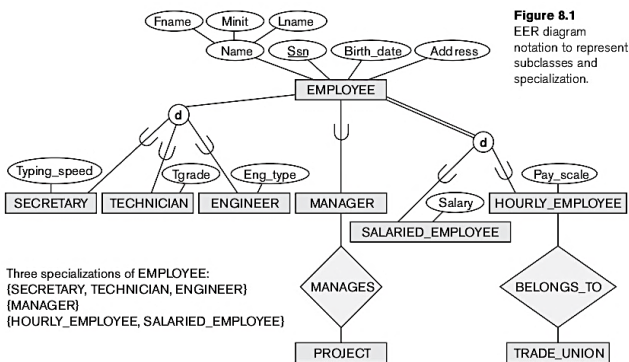 Fname
Minit
Lname
Name
Ssn
Birth_date
Address
Figure 8.1
EER diagram
notation to represent
subclasses and
specialization.
EMPLOYEE
d
d
Typing_speed
Tgrade
Eng_type
Salary
Pay_scale
SECRETARY
TECHNICIAN
ENGINEER
MANAGER
HOURLY_EMPLOYEE
SALARIED_EMPLOYEE
Three specializations of EMPLOYEE:
{SECRETARY, TECHNICIAN, ENGINEER}
{MANAGER}
{HOURLY_EMPLOYEE, SALARIED_EMPLOYEE}
MANAGES
BELONGS_TO
PROJECT
TRADE_UNION